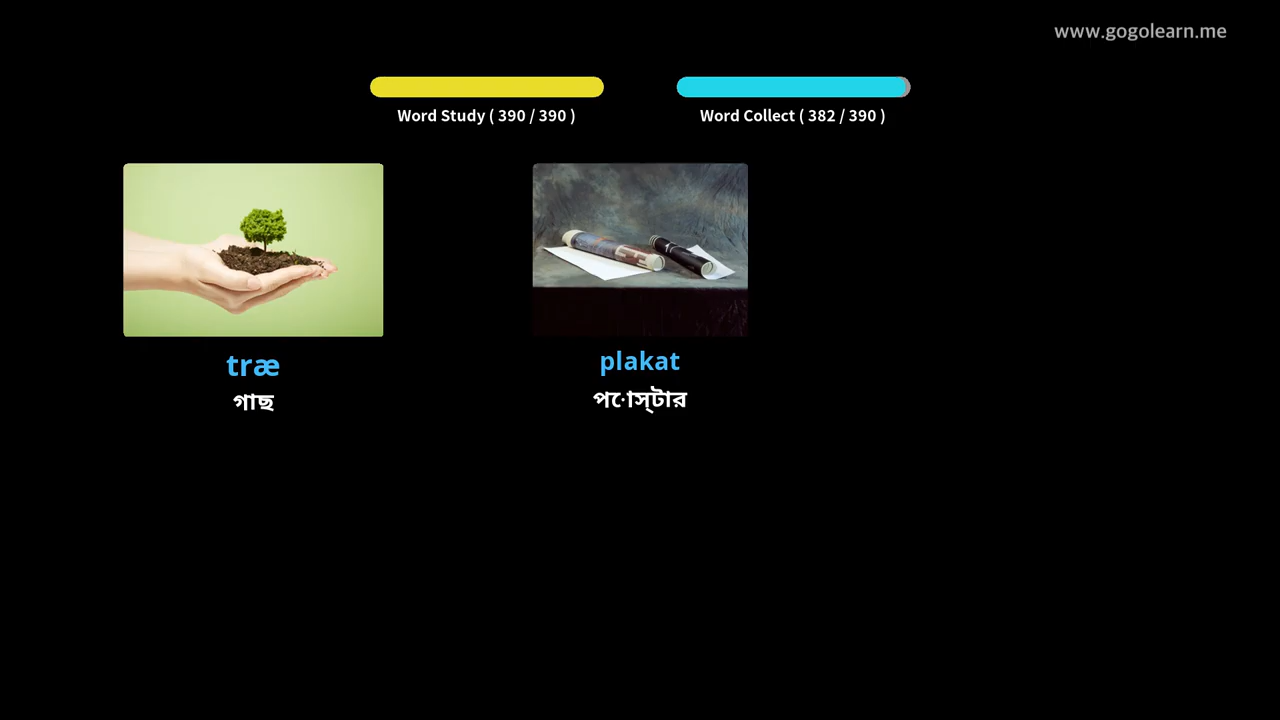 www.gogolearn.me
Word Study ( 390 / 390 )
Word Collect ( 382 / 390 )
træ
গাছ
plakat
পোস্টার